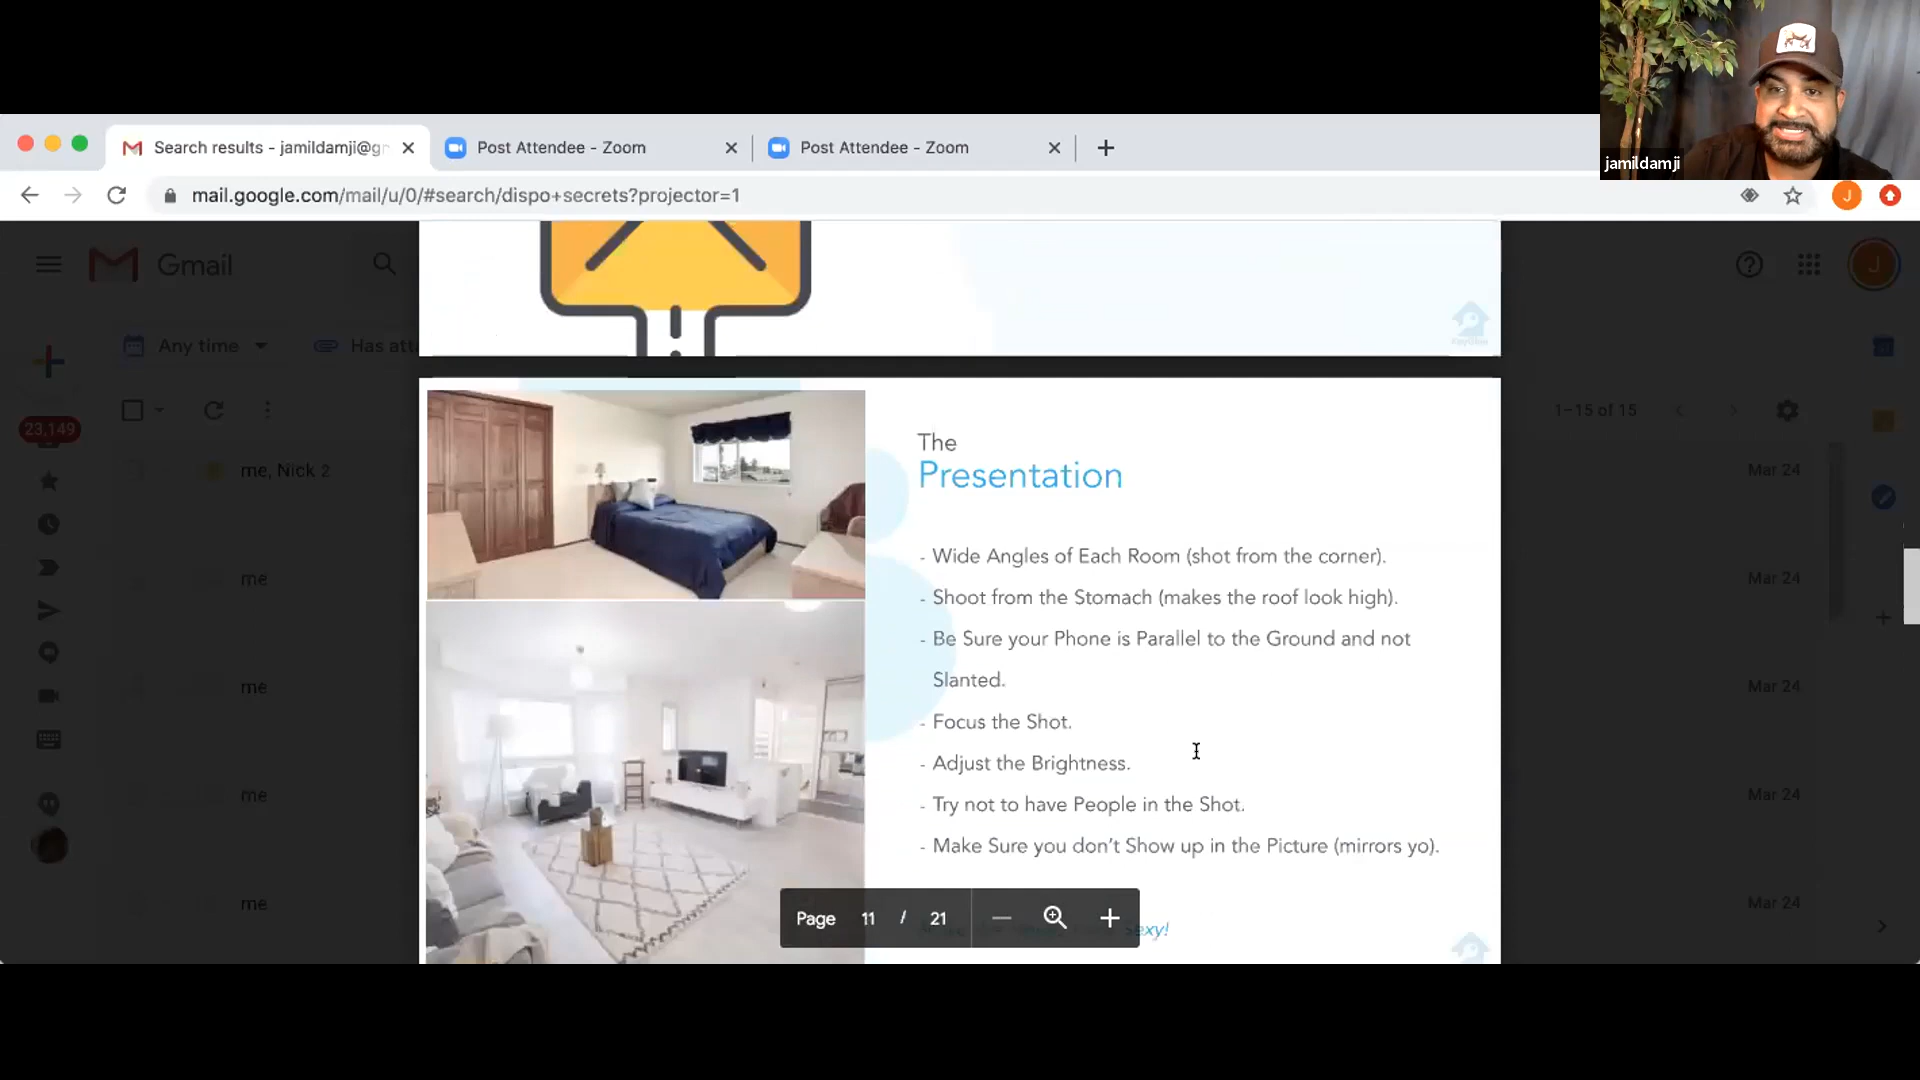 jamildamji
Search results - jamildamji@g
Post Attendee - Zoom
Post Attendee - Zoom
mail.google.com/mail/u/0/#search/dispo+secrets?projector=1
J
Gmail
J
Any time
Has att
23,149
1–15 of 15
me, Nick 2
Mar 24
me
Mar 24
me
Mar 24
me
Mar 24
me
Mar 24
The
Presentation
- Wide Angles of Each Room (shot from the corner).
- Shoot from the Stomach (makes the roof look high).
- Be Sure your Phone is Parallel to the Ground and not
Slanted.
- Focus the Shot.
- Adjust the Brightness.
- Try not to have People in the Shot.
- Make Sure you don't Show up in the Picture (mirrors yo).
Page 11 / 21
Sexy!